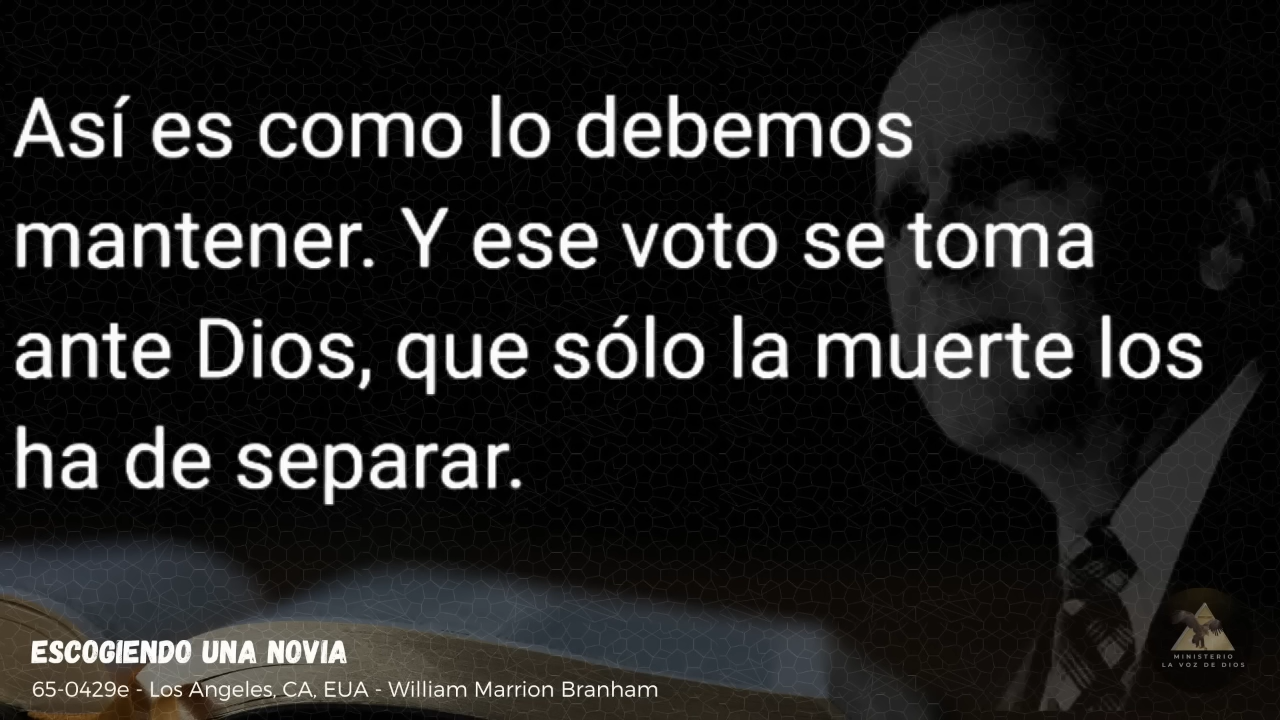 Así es como lo debemos
mantener. Y ese voto se toma
ante Dios, que sólo la muerte los
ha de separar.
ESCOGIENDO UNA NOVIA
65-0429e - Los Angeles, CA, EUA - William Marrion Branham
MINISTERIO
LA VOZ DE DIOS